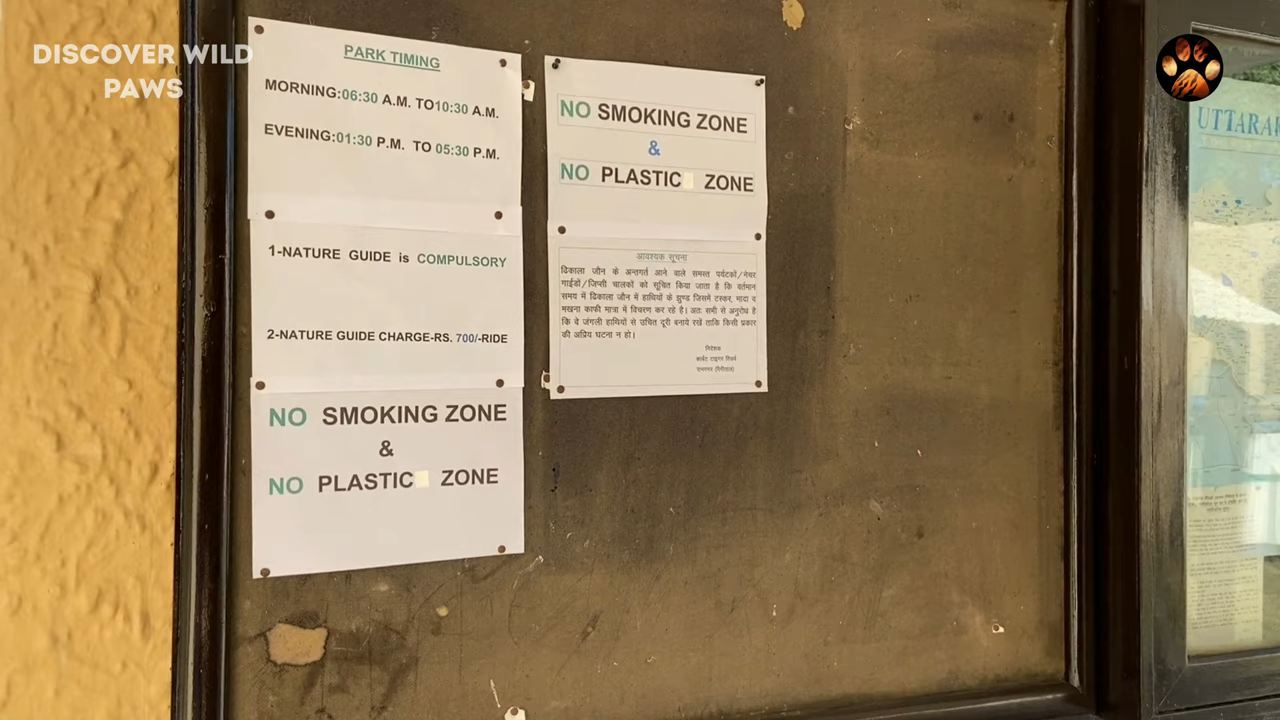 DISCOVER WILD
PAWS
PARK TIMING
MORNING:06:30 A.M. TO10:30 A.M.
EVENING:01:30 P.M. TO 05:30 P.M.
1-NATURE GUIDE is COMPULSORY
2-NATURE GUIDE CHARGE-RS. 700/-RIDE
NO SMOKING ZONE
&
NO PLASTIC ZONE
NO SMOKING ZONE
&
NO PLASTIC ZONE
आवश्यक सूचना
ढिकाला जौन के अन्तर्गत आने वाले समस्त पर्यटकों/नेचर
गाईडों/जिप्सी चालकों को सूचित किया जाता है कि वर्तमान
समय में ढिकाला जौन में हाथियों के झुण्ड जिसमें टस्कर, मादा व
मखना काफी मात्रा में विचरण कर रहे है। अतः सभी से अनुरोध है
कि वे जंगली हाथियों से उचित दूरी बनाये रखें ताकि किसी प्रकार
की अप्रिय घटना न हो।
निदेशक
कार्बेट टाइगर रिजर्व
रामनगर (नैनीताल)